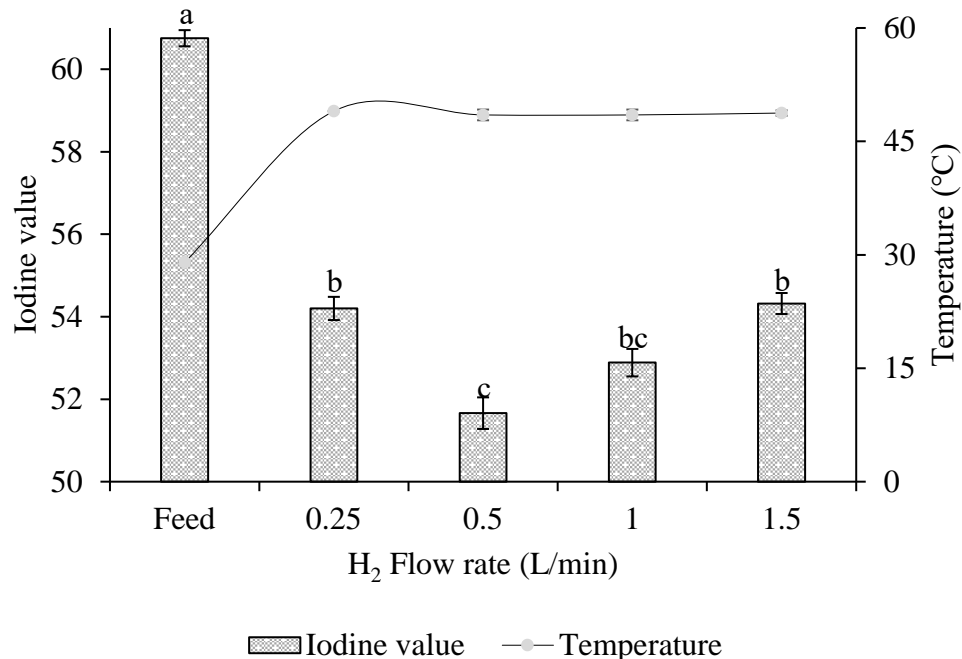 a
60
60
58
Iodine value
56
54
52
50
b
c
bc
b
45
30
15
0
Temperature (°C)
Feed 0.25 0.5 1 1.5
H₂ Flow rate (L/min)
Iodine value Temperature